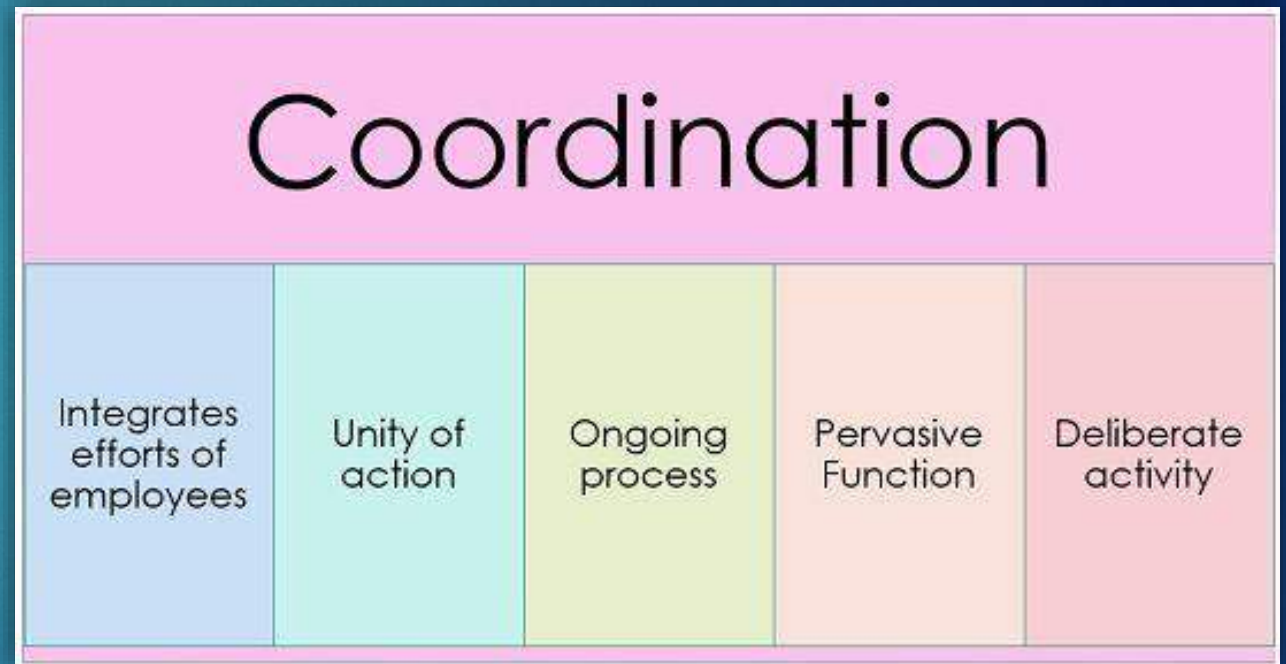 Coordination
Integrates
efforts of
employees
Unity of
action
Ongoing
process
Pervasive
Function
Deliberate
activity